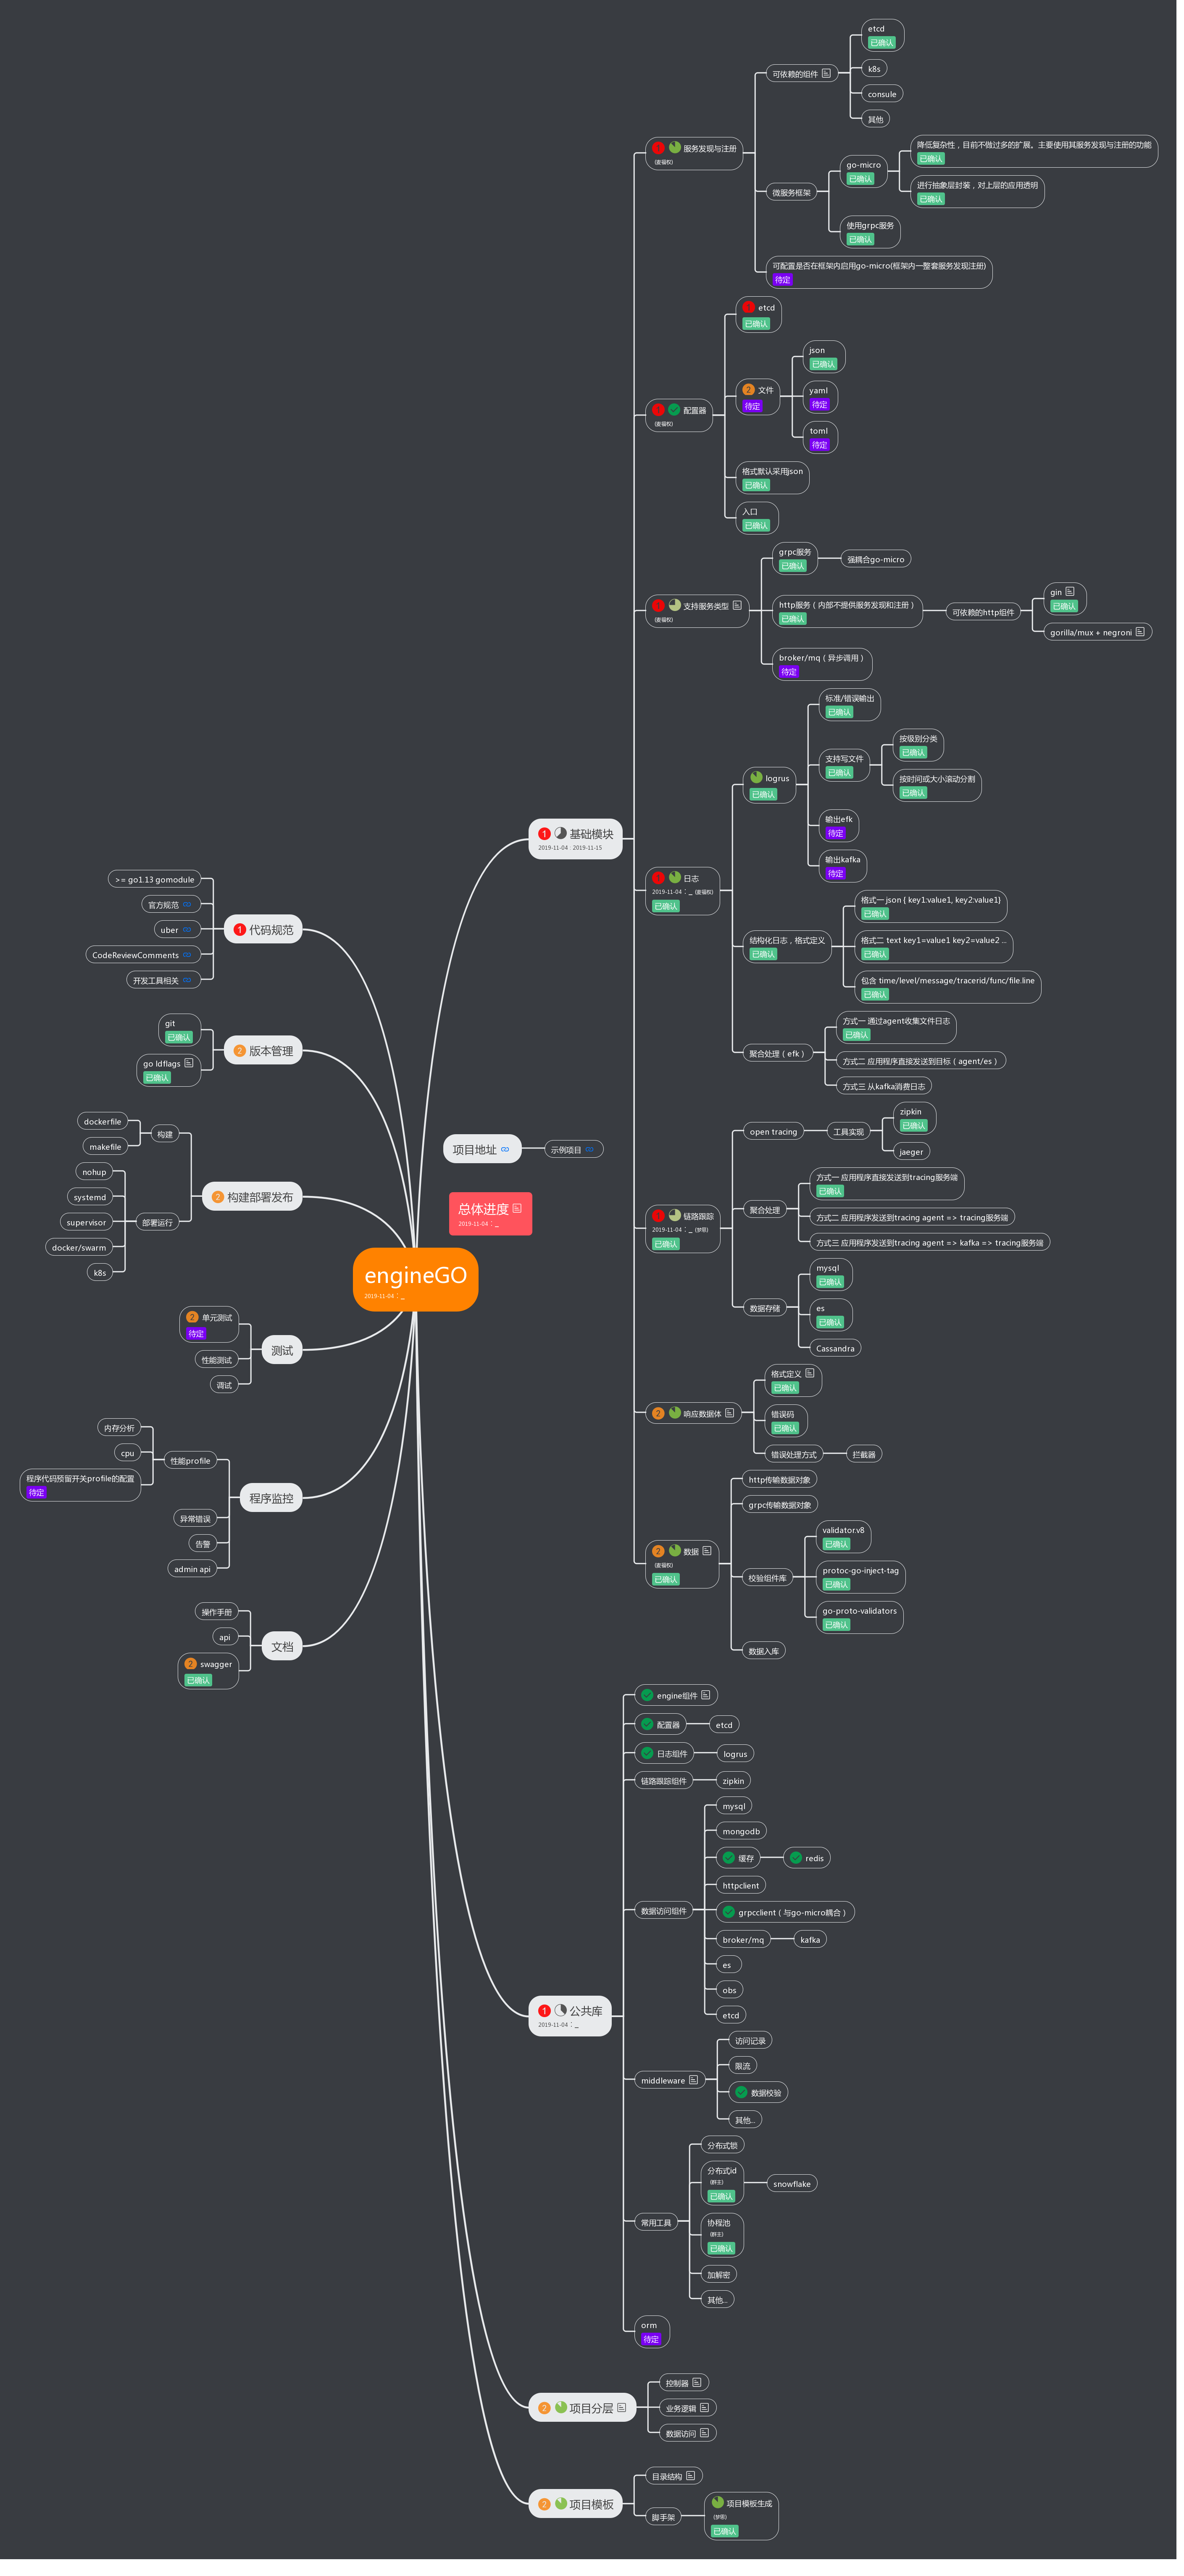 engineGO
2019-11-04：_
项目地址
示例项目
总体进度
2019-11-04：_
1 基础模块
2019-11-04 : 2019-11-15
1 服务发现与注册
可依赖的组件
etcd
已确认
k8s
consule
其他
微服务框架
go-micro
已确认
降低复杂性，目前不做过多的扩展。主要使用其服务发现与注册的功能
已确认
进行抽象层封装，对上层的应用透明
已确认
使用grpc服务
已确认
可配置是否在框架内启用go-micro(框架内一整套服务发现注册)
待定
1 配置器
1 etcd
已确认
2 文件
待定
json
已确认
yaml
待定
toml
待定
格式默认采用json
已确认
入口
已确认
1 支持服务类型
grpc服务
已确认
强耦合go-micro
http服务（内部不提供服务发现和注册）
已确认
可依赖的http组件
gin
已确认
gorilla/mux + negroni
broker/mq（异步调用）
待定
1 日志
2019-11-04：_
已确认
logrus
已确认
标准/错误输出
已确认
支持写文件
已确认
按级别分类
已确认
按时间或大小滚动分割
已确认
输出efk
待定
输出kafka
待定
结构化日志，格式定义
格式一 json { key1:value1, key2:value1}
已确认
格式二 text key1=value1 key2=value2 ...
已确认
包含 time/level/message/tracerid/func/file.line
已确认
聚合处理（efk）
方式一 通过agent收集文件日志
已确认
方式二 应用程序直接发送到目标（agent/es）
方式三 从kafka消费日志
1 链路跟踪
2019-11-04：_
已确认
open tracing
工具实现
zipkin
已确认
jaeger
聚合处理
方式一 应用程序直接发送到tracing服务端
已确认
方式二 应用程序发送到tracing agent => tracing服务端
方式三 应用程序发送到tracing agent => kafka => tracing服务端
数据存储
mysql
已确认
es
已确认
Cassandra
2 响应数据体
格式定义
已确认
错误码
已确认
错误处理方式
拦截器
2 数据
已确认
http传输数据对象
grpc传输数据对象
校验组件库
validator.v8
已确认
protoc-go-inject-tag
已确认
go-proto-validators
已确认
数据入库
1 公共库
2019-11-04：_
engine组件
配置器
etcd
日志组件
logrus
链路跟踪组件
zipkin
数据访问组件
mysql
mongodb
缓存
redis
httpclient
grpcclient（与go-micro耦合）
broker/mq
kafka
es
obs
etcd
middleware
访问记录
限流
数据校验
其他...
常用工具
分布式锁
分布式id
已确认
snowflake
协程池
已确认
加解密
其他...
orm
待定
2 项目分层
控制器
业务逻辑
数据访问
2 项目模板
目录结构
脚手架
项目模板生成
已确认
1 代码规范
>= go1.13 gomodule
官方规范
uber
CodeReviewComments
开发工具相关
2 版本管理
git
已确认
go ldflags
已确认
2 构建部署发布
构建
dockerfile
makefile
部署运行
nohup
systemd
supervisor
docker/swarm
k8s
测试
2 单元测试
待定
性能测试
调试
程序监控
性能profile
内存分析
cpu
程序代码预留开关profile的配置
待定
异常错误
告警
admin api
文档
操作手册
api
2 swagger
已确认